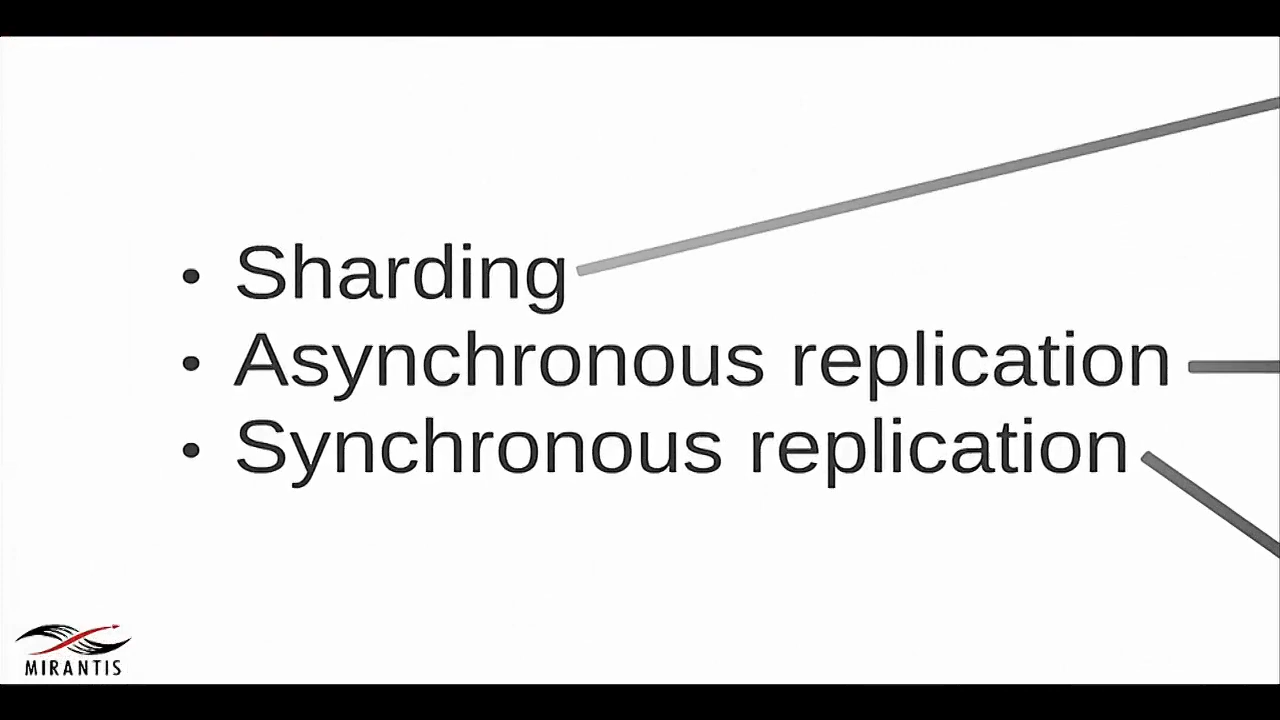 • Sharding
• Asynchronous replication
• Synchronous replication
MIRANTIS